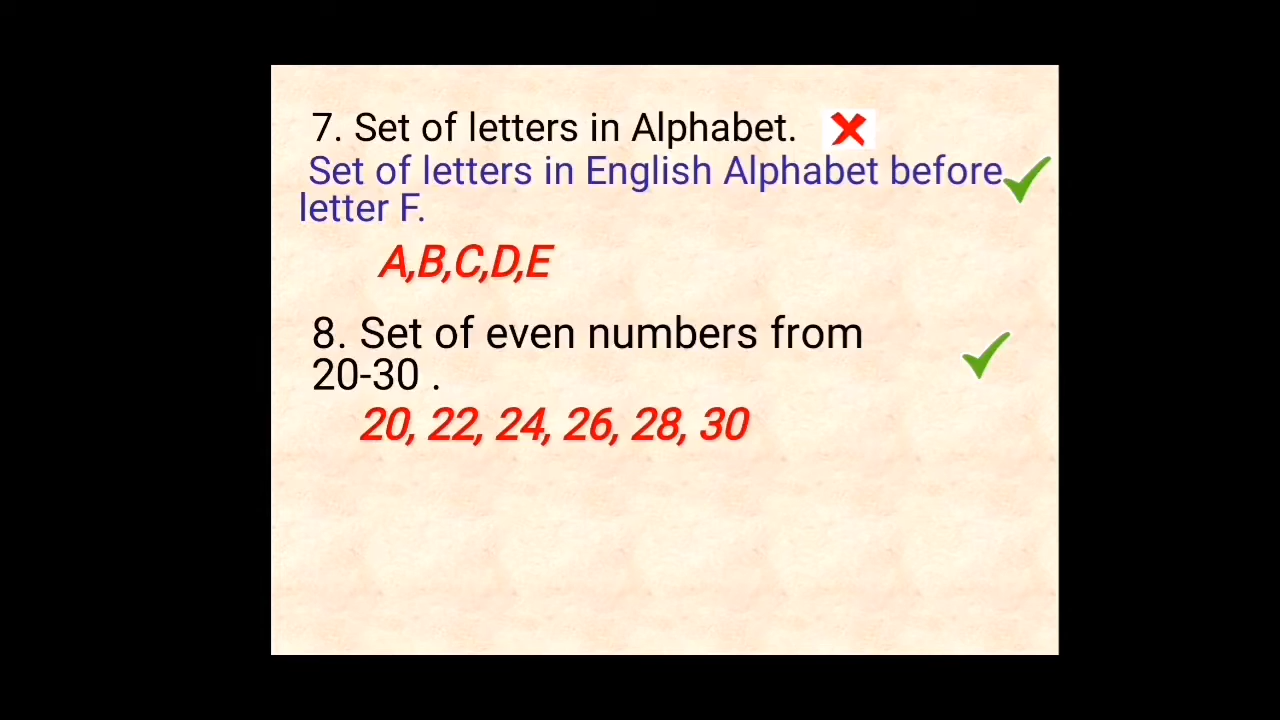 7. Set of letters in Alphabet.
Set of letters in English Alphabet before
letter F.
A,B,C,D,E
8. Set of even numbers from
20-30 .
20, 22, 24, 26, 28, 30